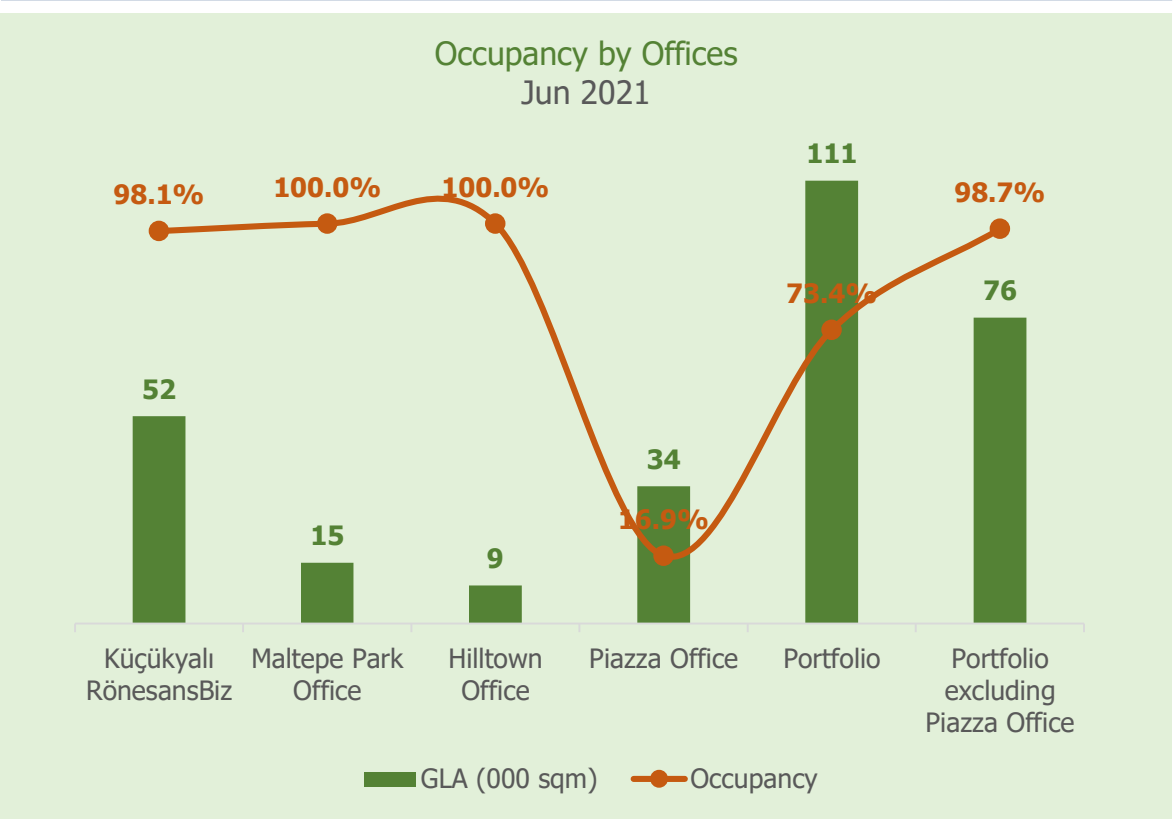 Occupancy by Offices
Jun 2021
98.1%
100.0%
100.0%
16.9%
73.4%
98.7%
52
15
9
34
111
76
Küçükyalı
RönesansBiz
Maltepe Park
Office
Hilltown
Office
Piazza Office
Portfolio
Portfolio
excluding
Piazza Office
GLA (000 sqm)
Occupancy